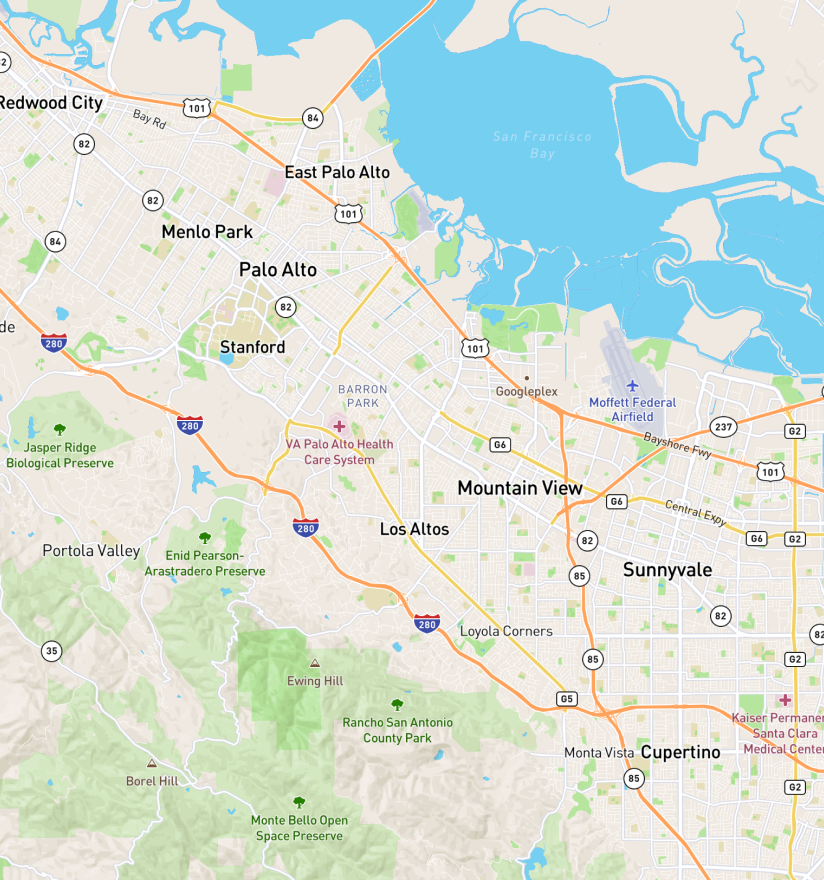 82
Redwood City
101
Bay Rd
84
82
San Francisco
Bay
East Palo Alto
82
101
Menlo Park
84
Palo Alto
82
de
280
Stanford
101
BARRON
PARK
Googleplex
Moffett Federal
Airfield
280
237
G2
Jasper Ridge
Biological Preserve
VA Palo Alto Health
Care System
G6
Bayshore Fwy
101
Mountain View
G6
Central Expy
280
Los Altos
82
G6
G2
Portola Valley
Enid Pearson-
Arastradero Preserve
Sunnyvale
85
280
82
Loyola Corners
82
35
85
G2
Ewing Hill
G5
Rancho San Antonio
County Park
Kaiser Permanen
Santa Clara
Medical Center
Monta Vista
Cupertino
Borel Hill
85
G2
Monte Bello Open
Space Preserve